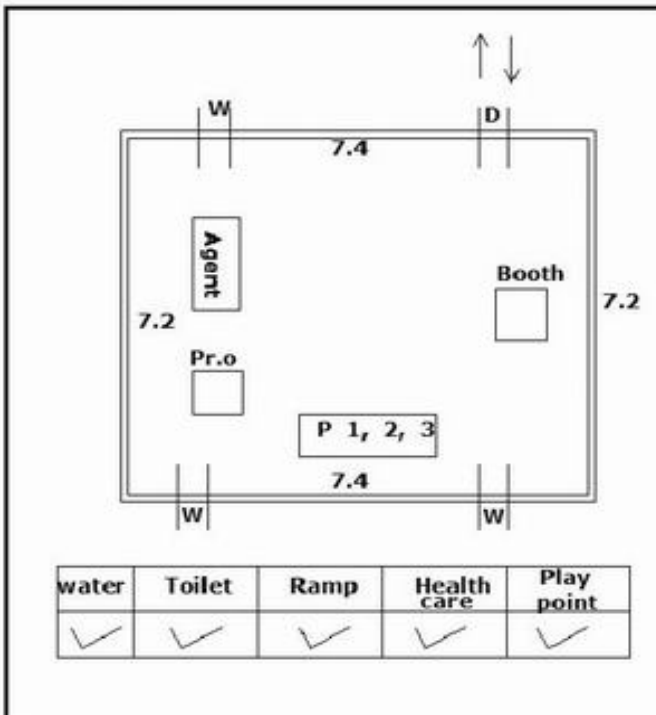 W
D
7.4
Agent
Booth
7.2
7.2
Pr.o
P 1, 2, 3
7.4
W
W
water Toilet Ramp Health care Play point